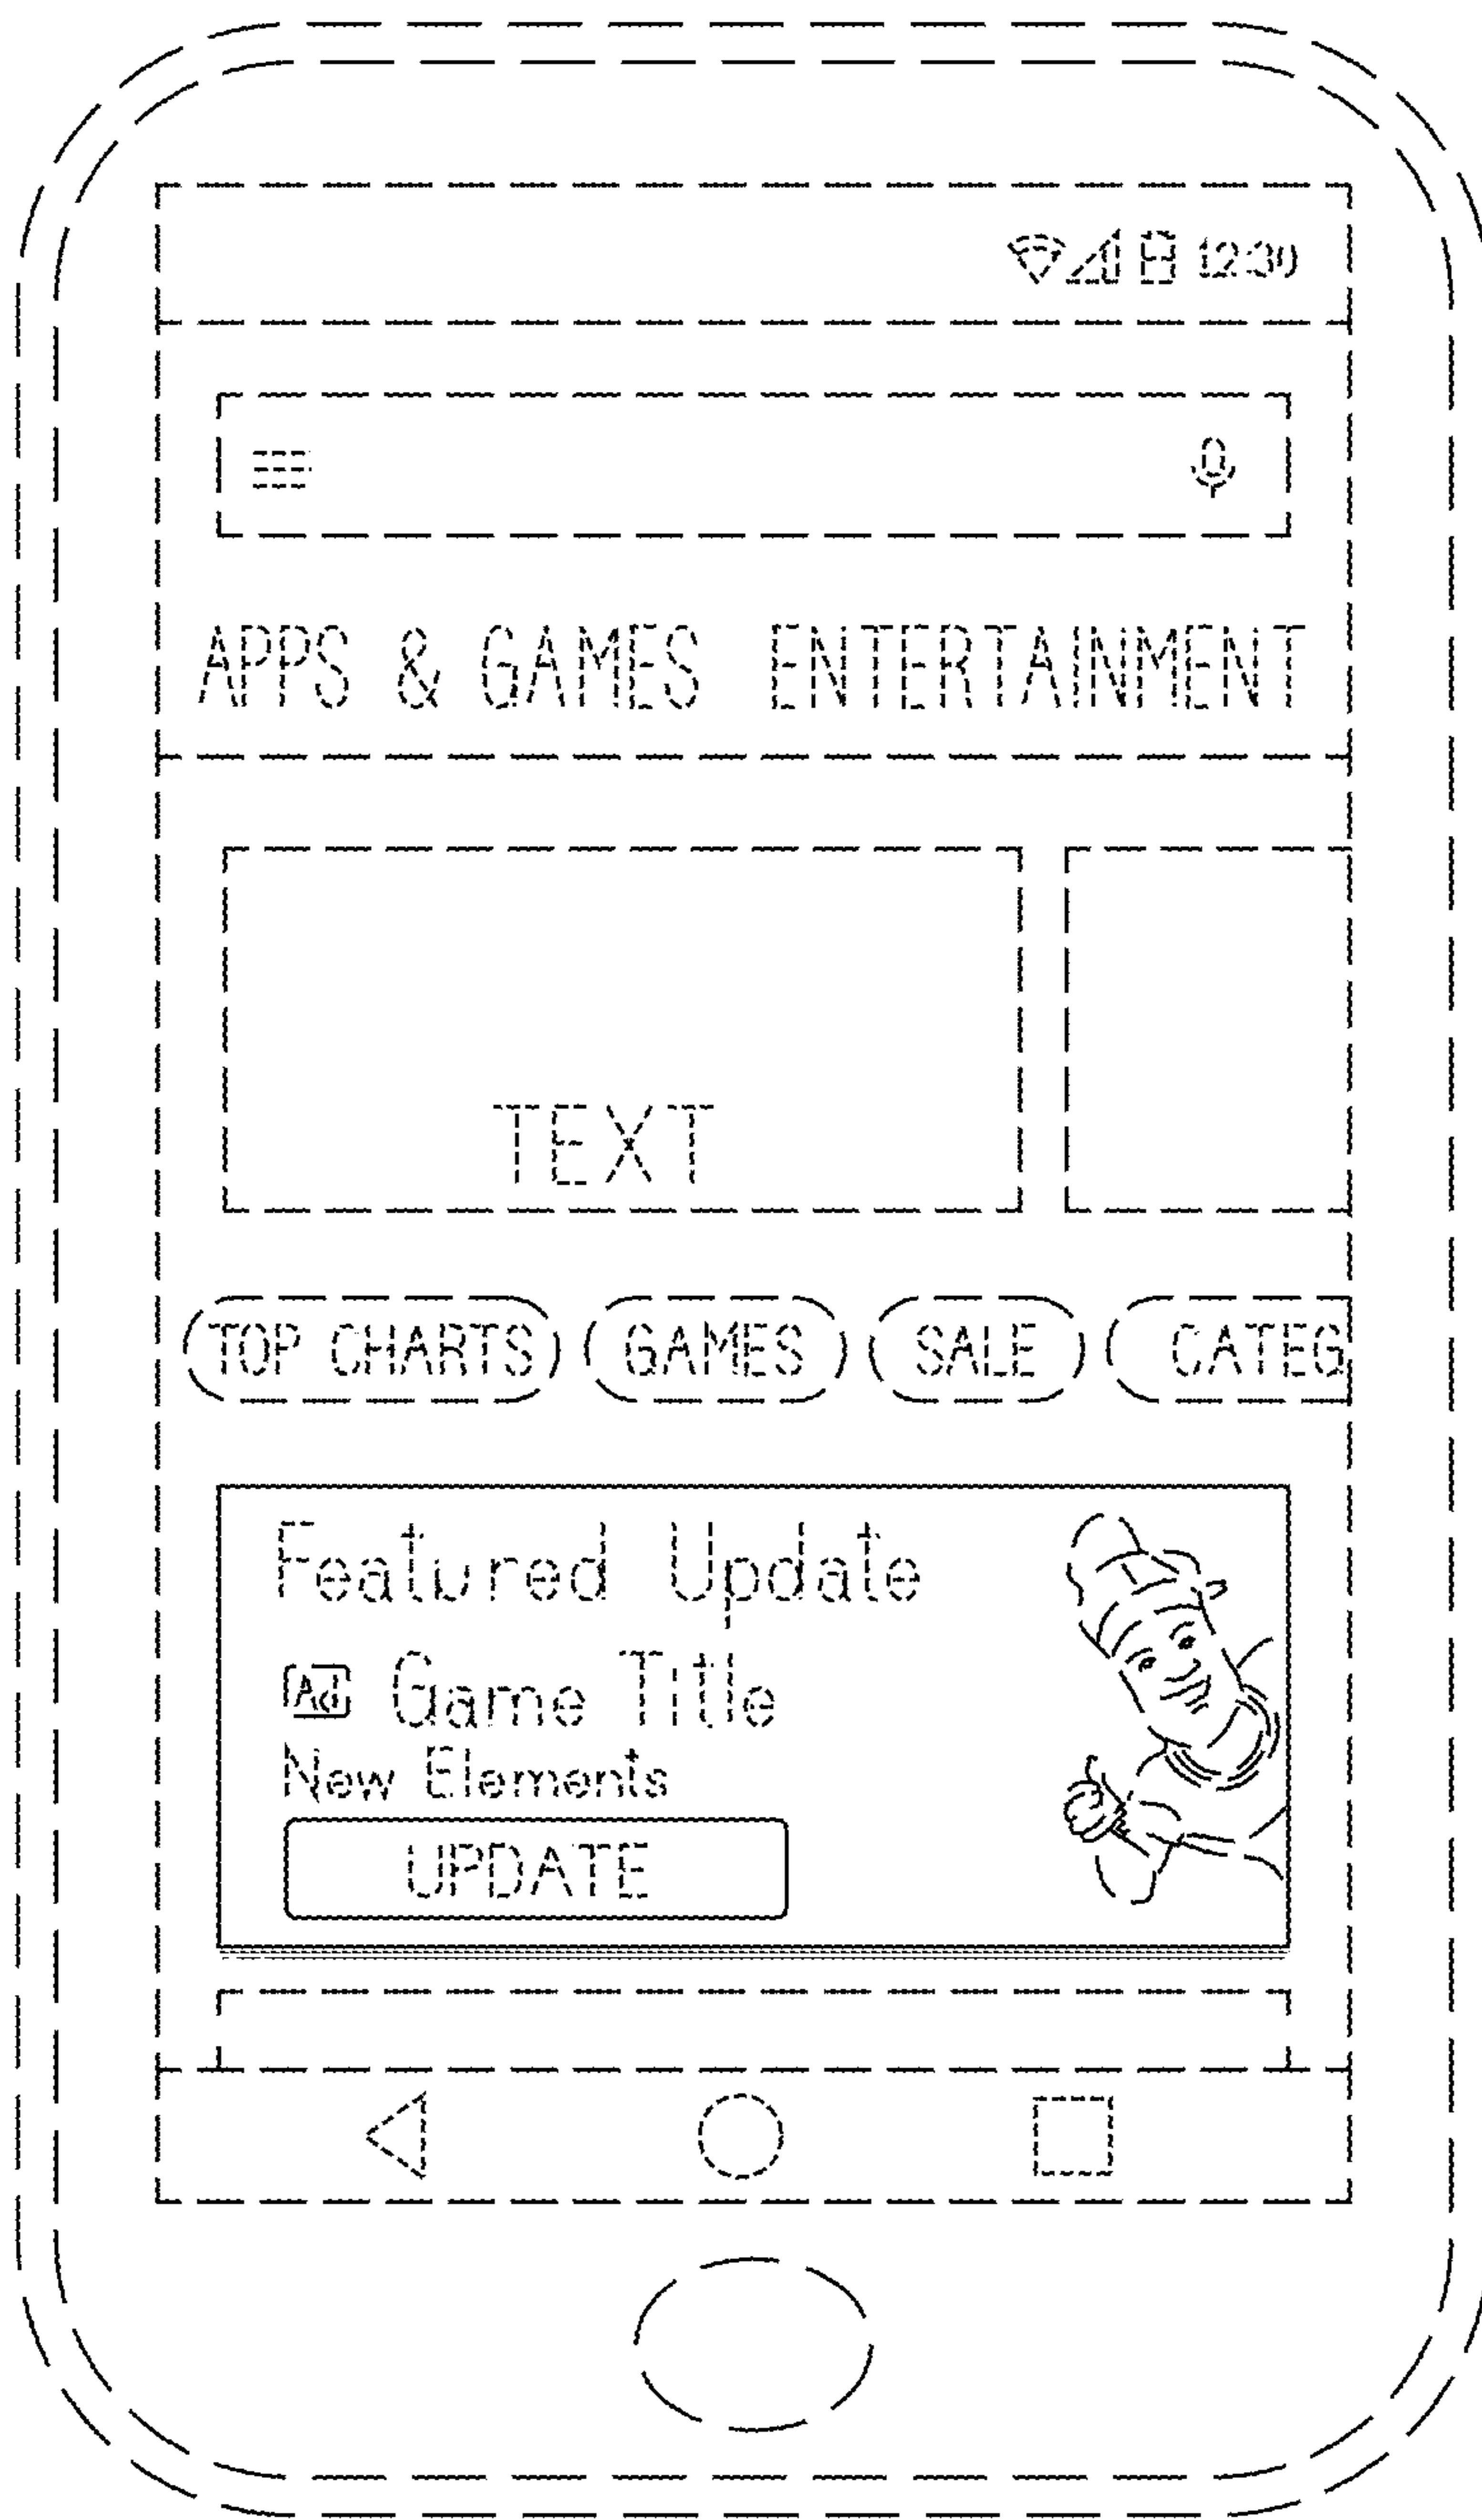 12:30
APPS & GAMES ENTERTAINMENT
TEXT
TOP CHARTS GAMES SALE CATEG
Featured Update
Ad Game Title
New Elements
UPDATE